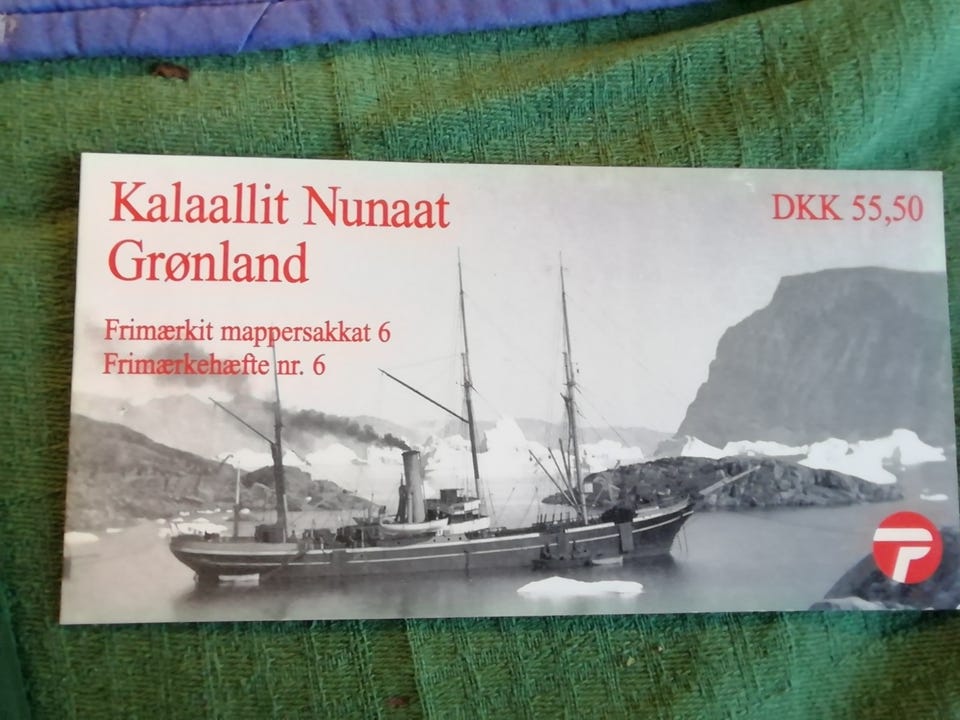 Kalaallit Nunaat
Grønland
DKK 55,50
Frimærkit mappersakkat 6
Frimærkehæfte nr. 6